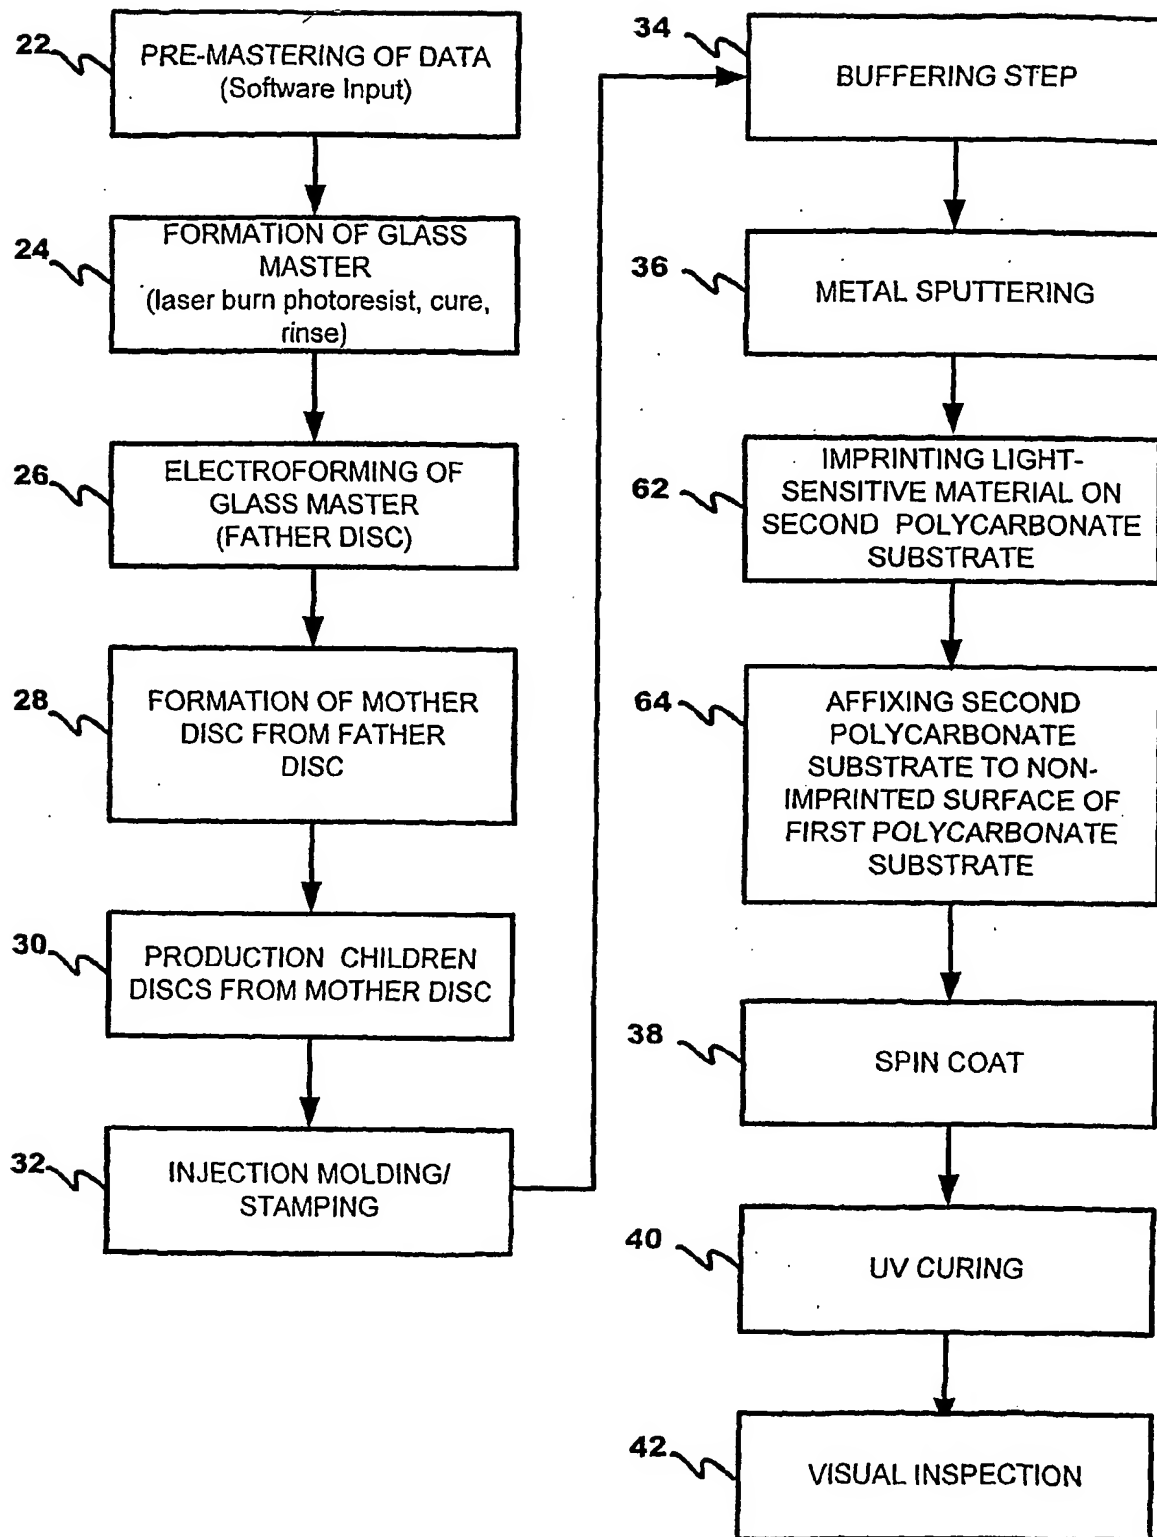 22
PRE-MASTERING OF DATA
(Software Input)
24
FORMATION OF GLASS
MASTER
(laser burn photoresist, cure,
rinse)
26
ELECTROFORMING OF
GLASS MASTER
(FATHER DISC)
28
FORMATION OF MOTHER
DISC FROM FATHER
DISC
30
PRODUCTION CHILDREN
DISCS FROM MOTHER DISC
32
INJECTION MOLDING/
STAMPING
34
BUFFERING STEP
36
METAL SPUTTERING
62
IMPRINTING LIGHT-
SENSITIVE MATERIAL ON
SECOND POLYCARBONATE
SUBSTRATE
64
AFFIXING SECOND
POLYCARBONATE
SUBSTRATE TO NON-
IMPRINTED SURFACE OF
FIRST POLYCARBONATE
SUBSTRATE
38
SPIN COAT
40
UV CURING
42
VISUAL INSPECTION